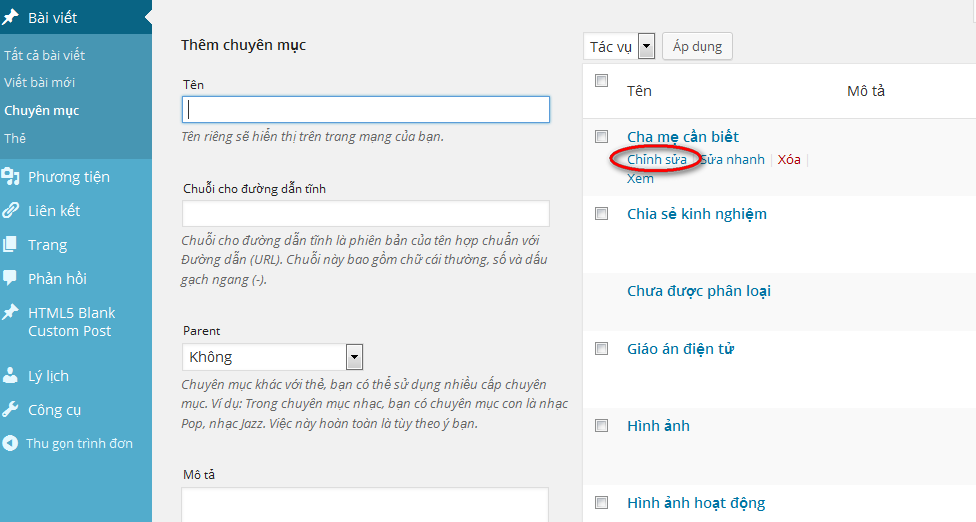 Bài viết
Tất cả bài viết
Viết bài mới
Chuyên mục
Thẻ
Phương tiện
Liên kết
Trang
Phản hồi
HTML5 Blank
Custom Post
Lý lịch
Công cụ
Thu gọn trình đơn
Thêm chuyên mục
Tên
Tên riêng sẽ hiển thị trên trang mạng của bạn.
Chuỗi cho đường dẫn tĩnh
Chuỗi cho đường dẫn tĩnh là phiên bản của tên hợp chuẩn với
Đường dẫn (URL). Chuỗi này bao gồm chữ cái thường, số và dấu
gạch ngang (-).
Parent
Không
Chuyên mục khác với thẻ, bạn có thể sử dụng nhiều cấp chuyên
mục. Ví dụ: Trong chuyên mục nhạc, bạn có chuyên mục con là nhạc
Pop, nhạc Jazz. Việc này hoàn toàn là tùy theo ý bạn.
Mô tả
Tác vụ Áp dụng
Tên Mô tả
Cha mẹ cần biết
Chỉnh sửa | Sửa nhanh | Xóa |
Xem
Chia sẻ kinh nghiệm
Chưa được phân loại
Giáo án điện tử
Hình ảnh
Hình ảnh hoạt động